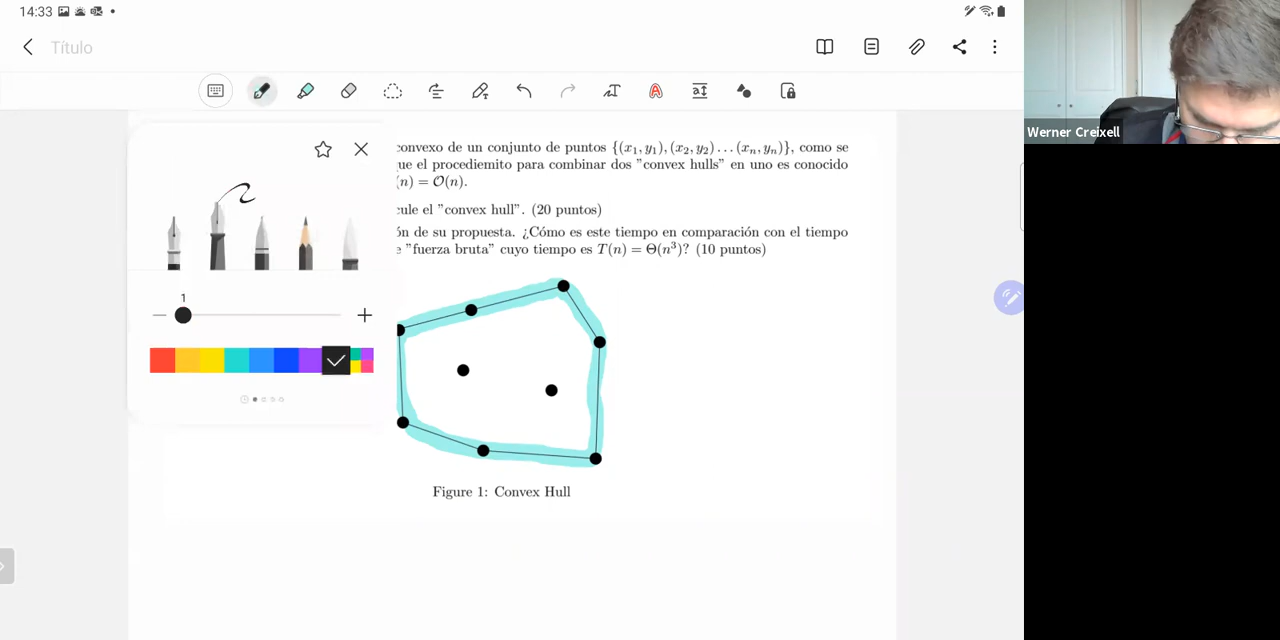 14:33
Título
convexo de un conjunto de puntos {(x₁, y₁), (x₂, y₂) . . . (xₙ, yₙ)}, como se
que el procediemito para combinar dos "convex hulls" en uno es conocido
(n) = O(n).
cule el "convex hull". (20 puntos)
ón de su propuesta. ¿Cómo es este tiempo en comparación con el tiempo
e "fuerza bruta" cuyo tiempo es T(n) = Θ(n³)? (10 puntos)
1
Figure 1: Convex Hull
Werner Creixell